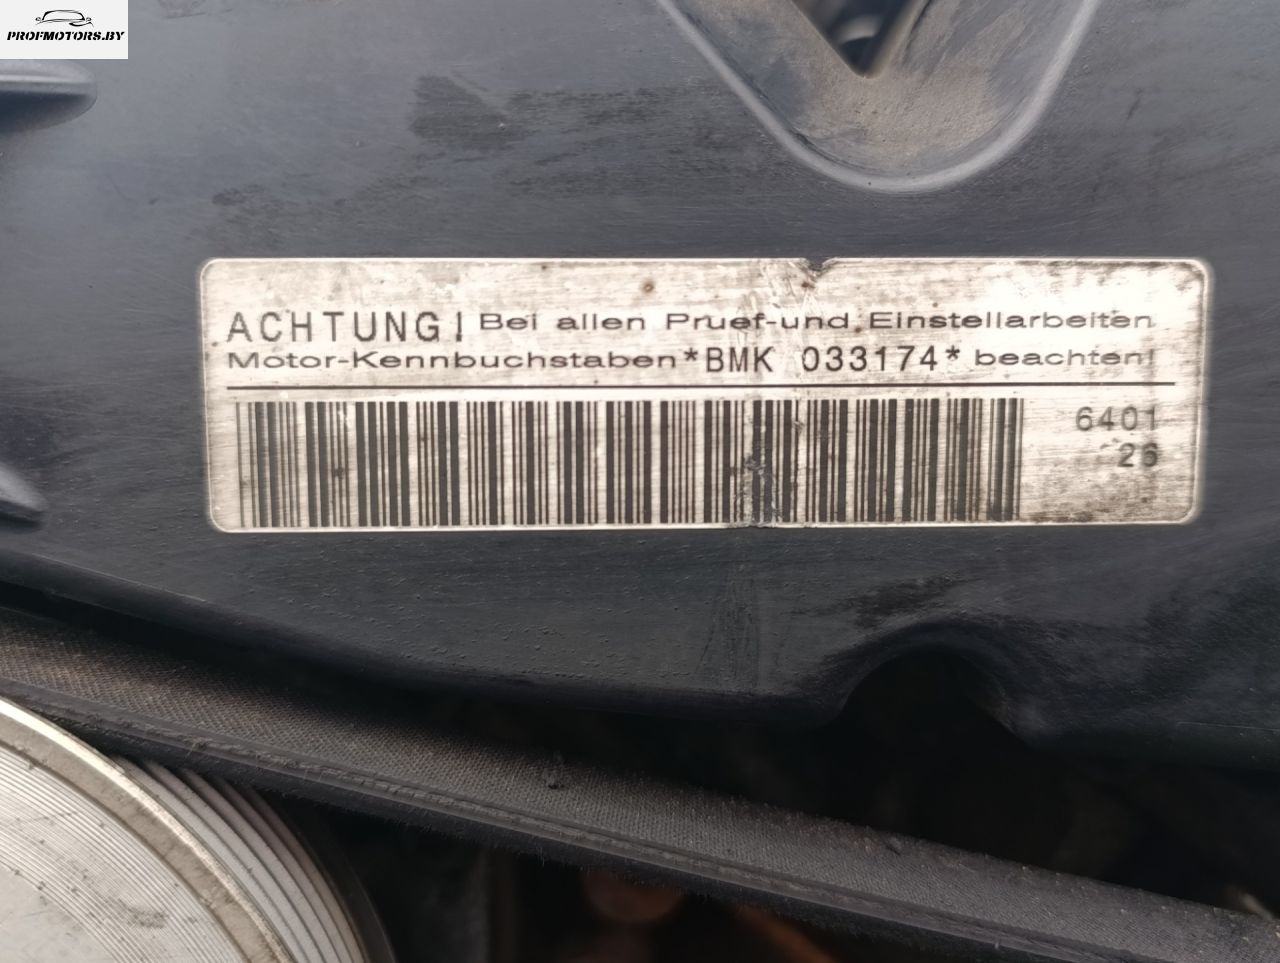 PROFMOTORS.BY
ACHTUNG! Bei allen Pruef-und Einstellarbeiten
Motor-Kennbuchstaben *BMK 033174* beachten!
6401
26